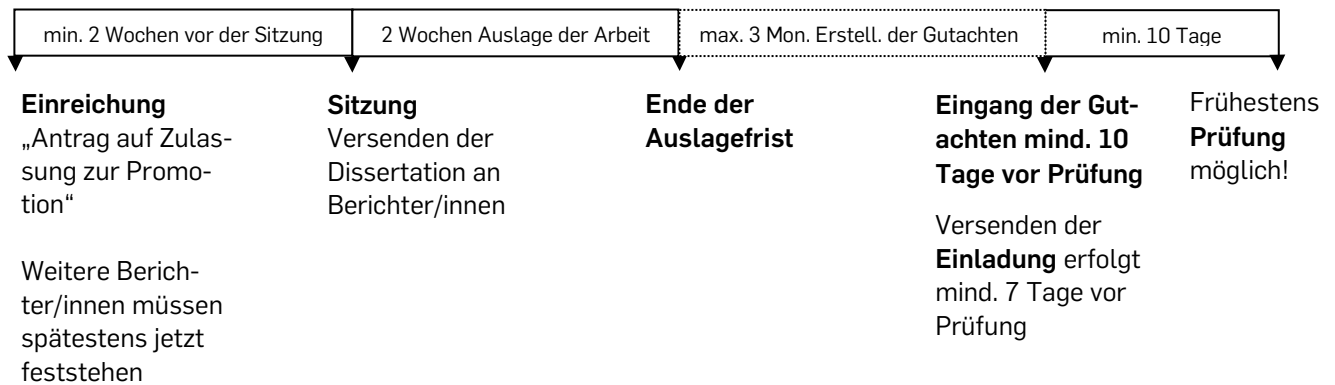 min. 2 Wochen vor der Sitzung
2 Wochen Auslage der Arbeit
max. 3 Mon. Erstell. der Gutachten
min. 10 Tage
Einreichung
„Antrag auf Zulas-
sung zur Promo-
tion“
Weitere Berich-
ter/innen müssen
spätestens jetzt
feststehen
Sitzung
Versenden der
Dissertation an
Berichter/innen
Ende der
Auslagefrist
Eingang der Gut-
achten mind. 10
Tage vor Prüfung
Versenden der
Einladung erfolgt
mind. 7 Tage vor
Prüfung
Frühestens
Prüfung
möglich!